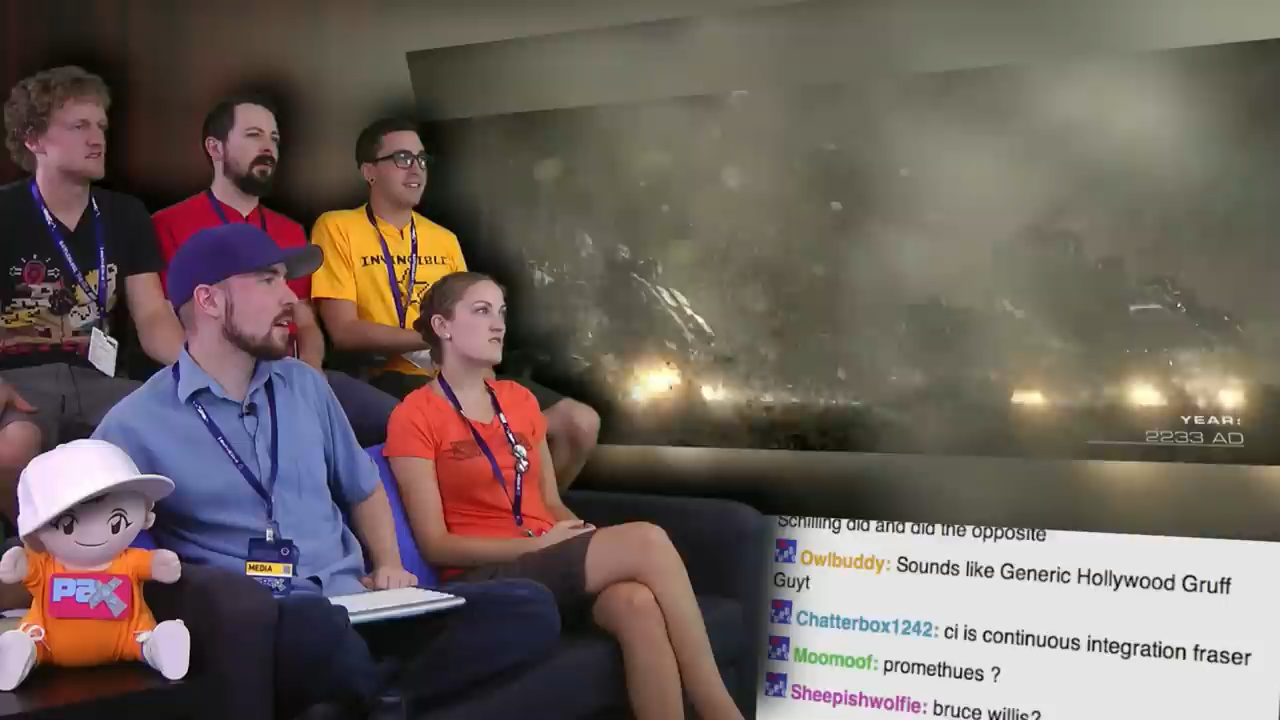 INVINCIBLE
YEAR:
2233 AD
MEDIA
PAX
Schilling did and did the opposite
Owlbuddy: Sounds like Generic Hollywood Gruff
Guyt
Chatterbox1242: ci is continuous integration fraser
Moomoof: promethues ?
Sheepishwolfie: bruce willis?